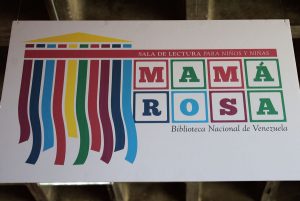 SALA DE LECTURA PARA NIÑOS Y NIÑAS
MAMÁ
ROSA
Biblioteca Nacional de Venezuela